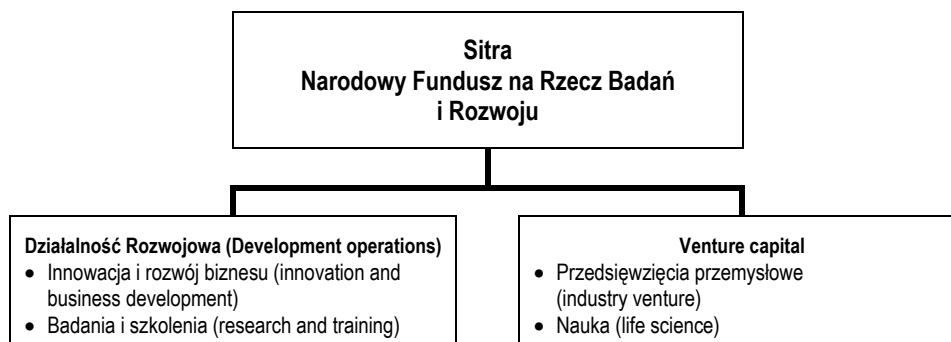 Sitra
Narodowy Fundusz na Rzecz Badań
i Rozwoju
Działalność Rozwojowa (Development operations)
• Innowacja i rozwój biznesu (innovation and
business development)
• Badania i szkolenia (research and training)
Venture capital
• Przedsięwzięcia przemysłowe
(industry venture)
• Nauka (life science)